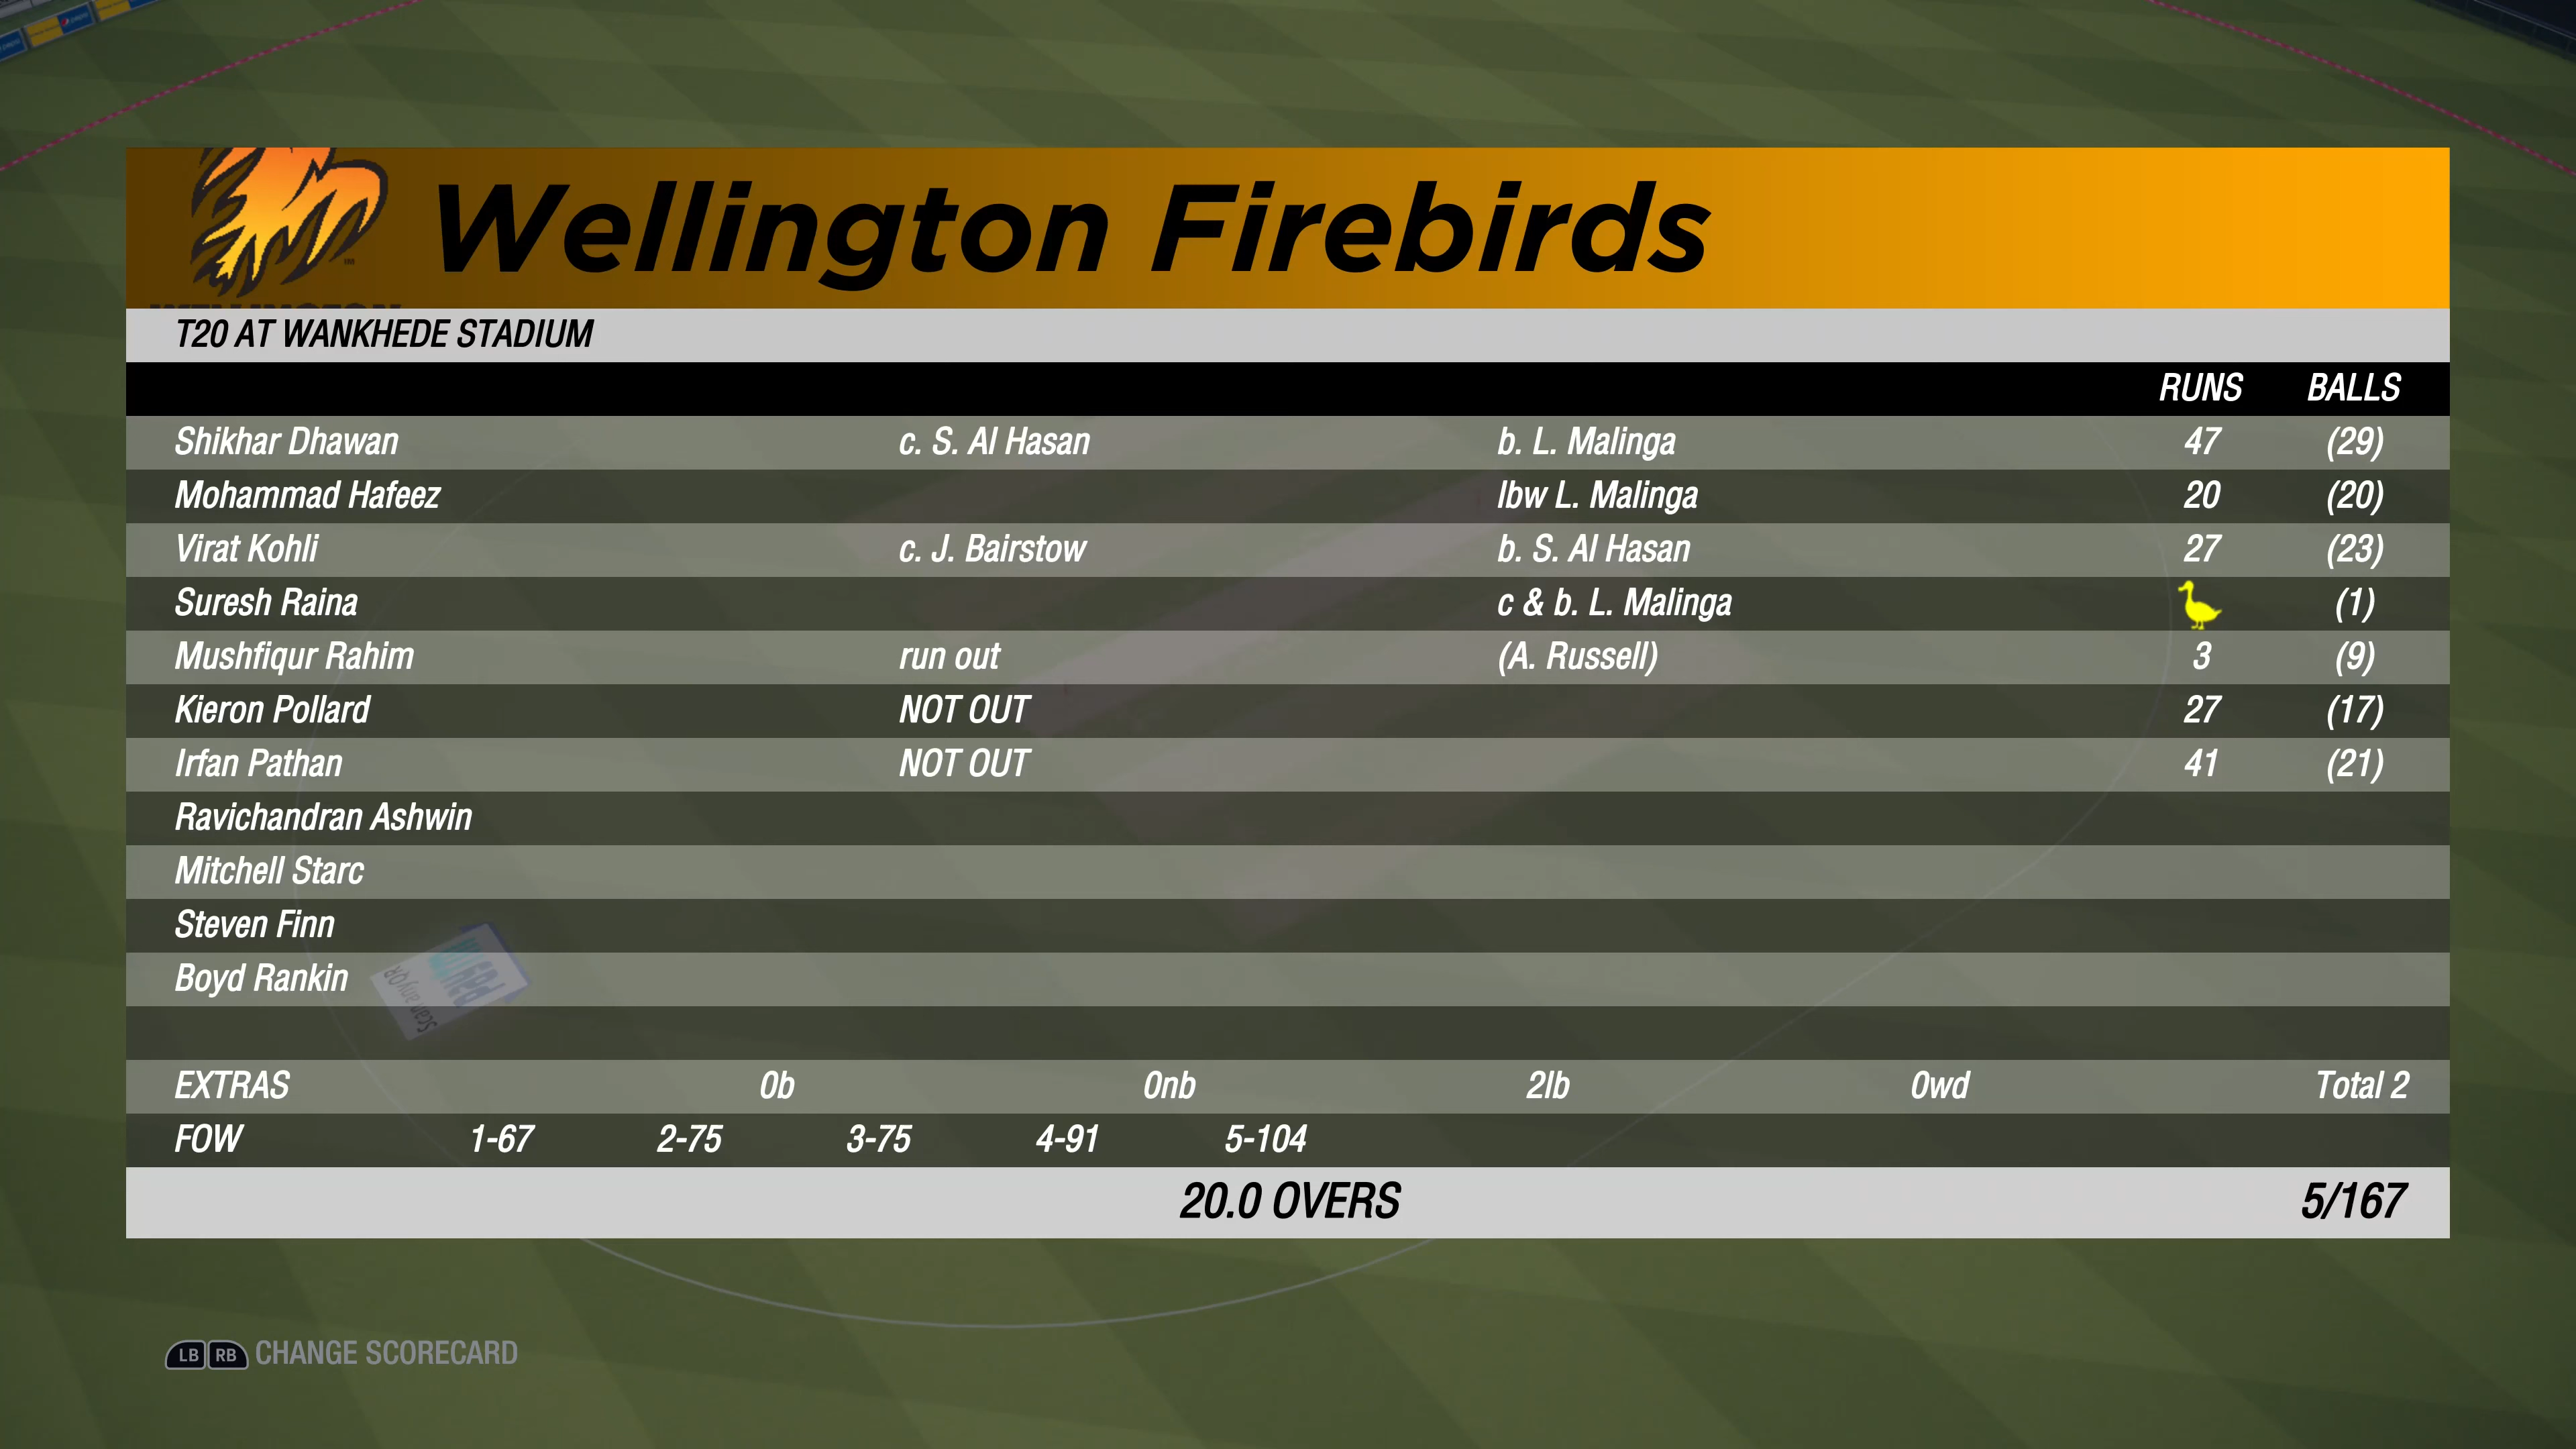 Wellington Firebirds
T20 AT WANKHEDE STADIUM
RUNS BALLS
Shikhar Dhawan c. S. Al Hasan b. L. Malinga 47 (29)
Mohammad Hafeez lbw L. Malinga 20 (20)
Virat Kohli c. J. Bairstow b. S. Al Hasan 27 (23)
Suresh Raina c & b. L. Malinga (1)
Mushfiqur Rahim run out (A. Russell) 3 (9)
Kieron Pollard NOT OUT 27 (17)
Irfan Pathan NOT OUT 41 (21)
Ravichandran Ashwin
Mitchell Starc
Steven Finn
Boyd Rankin
EXTRAS 0b 0nb 2lb 0wd Total 2
FOW 1-67 2-75 3-75 4-91 5-104
20.0 OVERS 5/167
LB RB CHANGE SCORECARD